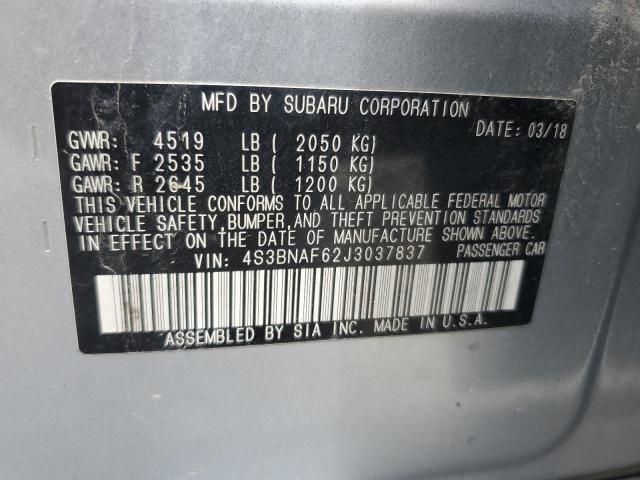 MFD BY SUBARU CORPORATION
DATE: 03/18
GVWR: 4519 LB ( 2050 KG)
GAWR: F 2535 LB ( 1150 KG)
GAWR: R 2645 LB ( 1200 KG)
THIS VEHICLE CONFORMS TO ALL APPLICABLE FEDERAL MOTOR
VEHICLE SAFETY,BUMPER,AND THEFT PREVENTION STANDARDS
IN EFFECT ON THE DATE OF MANUFACTURE SHOWN ABOVE.
VIN: 4S3BNAF62J3037837 PASSENGER CAR
ASSEMBLED BY SIA INC. MADE IN U.S.A.